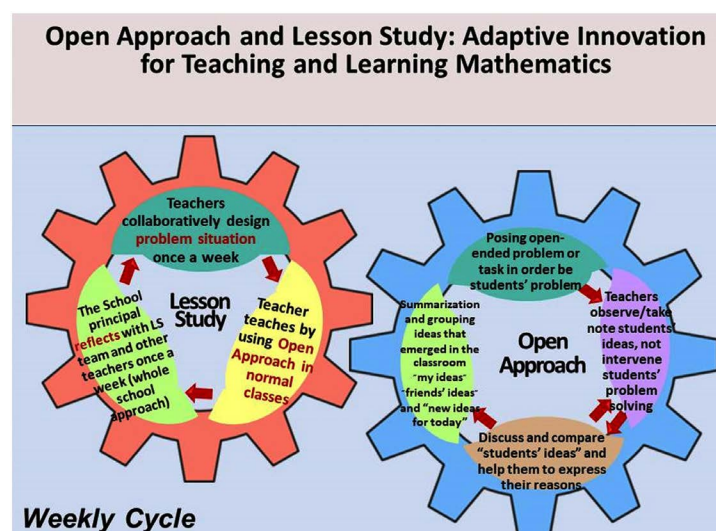 Open Approach and Lesson Study: Adaptive Innovation
for Teaching and Learning Mathematics
Teachers
collaboratively design
problem situation
once a week
Lesson
Study
Teacher
teaches by
using Open
Approach in
normal
classes
The School
principal
reflects with LS
team and other
teachers once a
week (whole
school
approach)
Posing open-
ended problem or
task in order be
students' problem
Open
Approach
Teachers
observe/take
note students'
ideas, not
intervene
students'
problem
solving
Discuss and compare
"students' ideas" and
help them to express
their reasons
Summarization
and grouping
ideas that
emerged in the
classroom
"my ideas"
"friends' ideas"
and "new ideas
for today"
Weekly Cycle